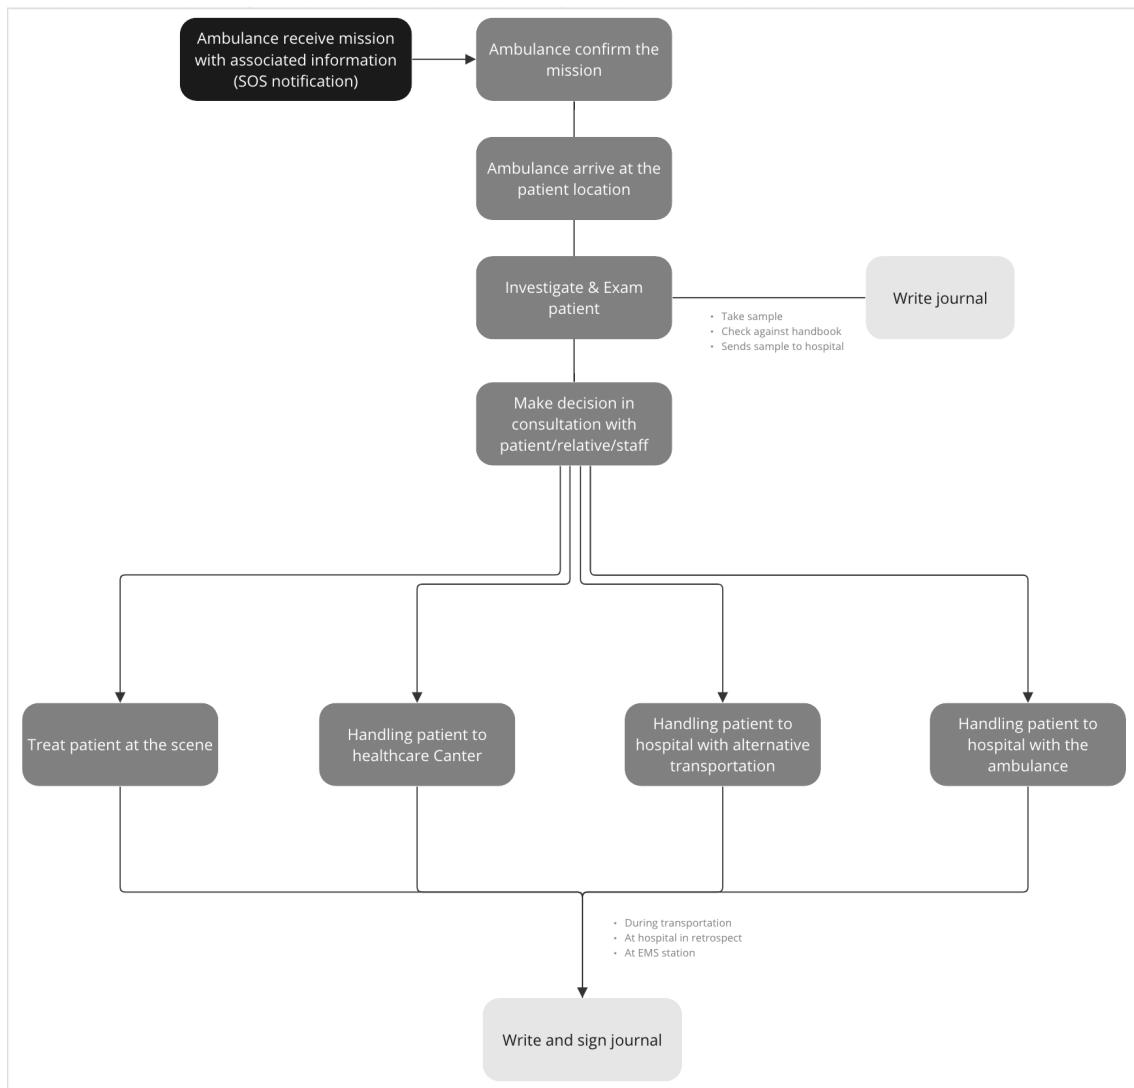 Ambulance receive mission
with associated information
(SOS notification)
Ambulance confirm the
mission
Ambulance arrive at the
patient location
Investigate & Exam
patient
Write journal
• Take sample
• Check against handbook
• Sends sample to hospital
Make decision in
consultation with
patient/relative/staff
Treat patient at the scene
Handling patient to
healthcare Canter
Handling patient to
hospital with alternative
transportation
Handling patient to
hospital with the
ambulance
• During transportation
• At hospital in retrospect
• At EMS station
Write and sign journal